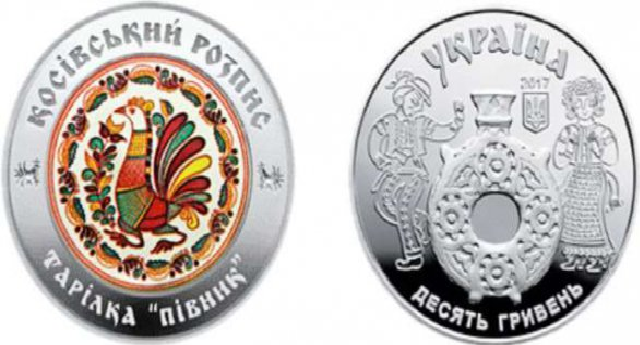 КОСІВСЬКИЙ РОЗПИС
ТАРІЛКА "ПІВНИК"
УКРАЇНА
2017
ДЕСЯТЬ ГРИВЕНЬ